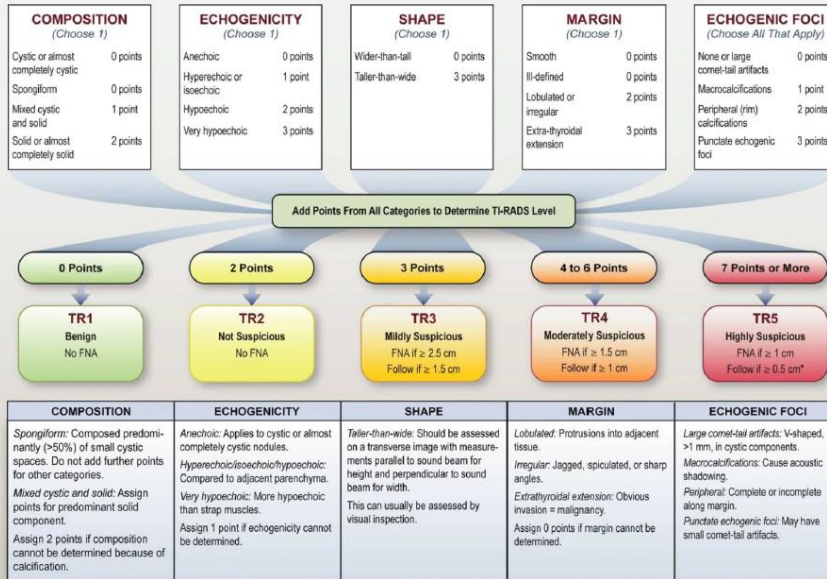 COMPOSITION
(Choose 1)
Cystic or almost 0 points
completely cystic
Spongiform 0 points
Mixed cystic 1 point
and solid
Solid or almost 2 points
completely solid
ECHOGENICITY
(Choose 1)
Anechoic 0 points
Hyperechoic or 1 point
isoechoic
Hypoechoic 2 points
Very hypoechoic 3 points
SHAPE
(Choose 1)
Wider-than-tall 0 points
Taller-than-wide 3 points
MARGIN
(Choose 1)
Smooth 0 points
Ill-defined 0 points
Lobulated or 2 points
irregular
Extra-thyroidal 3 points
extension
ECHOGENIC FOCI
(Choose All That Apply)
None or large 0 points
comet-tail artifacts
Macrocalcifications 1 point
Peripheral (rim) 2 points
calcifications
Punctate echogenic 3 points
foci
Add Points From All Categories to Determine TI-RADS Level
0 Points
2 Points
3 Points
4 to 6 Points
7 Points or More
TR1
Benign
No FNA
TR2
Not Suspicious
No FNA
TR3
Mildly Suspicious
FNA if ≥ 2.5 cm
Follow if ≥ 1.5 cm
TR4
Moderately Suspicious
FNA if ≥ 1.5 cm
Follow if ≥ 1 cm
TR5
Highly Suspicious
FNA if ≥ 1 cm
Follow if ≥ 0.5 cm*
COMPOSITION
Spongiform: Composed predomi-
nantly (>50%) of small cystic
spaces. Do not add further points
for other categories.
Mixed cystic and solid: Assign
points for predominant solid
component.
Assign 2 points if composition
cannot be determined because of
calcification.
ECHOGENICITY
Anechoic: Applies to cystic or almost
completely cystic nodules.
Hyperechoic/isoechoic/hypoechoic:
Compared to adjacent parenchyma.
Very hypoechoic: More hypoechoic
than strap muscles.
Assign 1 point if echogenicity cannot
be determined.
SHAPE
Taller-than-wide: Should be assessed
on a transverse image with measure-
ments parallel to sound beam for
height and perpendicular to sound
beam for width.
This can usually be assessed by
visual inspection.
MARGIN
Lobulated: Protrusions into adjacent
tissue.
Irregular: Jagged, spiculated, or sharp
angles.
Extrathyroidal extension: Obvious
invasion = malignancy.
Assign 0 points if margin cannot be
determined.
ECHOGENIC FOCI
Large comet-tail artifacts: V-shaped,
>1 mm, in cystic components.
Macrocalcifications: Cause acoustic
shadowing.
Peripheral: Complete or incomplete
along margin.
Punctate echogenic foci: May have
small comet-tail artifacts.